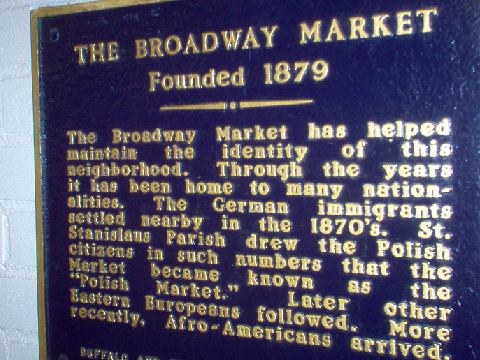 THE BROADWAY MARKET
Founded 1879
The Broadway Market has helped
maintain the identity of this
neighborhood. Through the years
it has been home to many nation-
alities. The German immigrants
settled nearby in the 1870's. St.
Stanislaus Parish drew the Polish
citizens in such numbers that the
Market became known as the
"Polish Market." Later other
Eastern Europeans followed. More
recently, Afro-Americans arrived.
BUFFALO